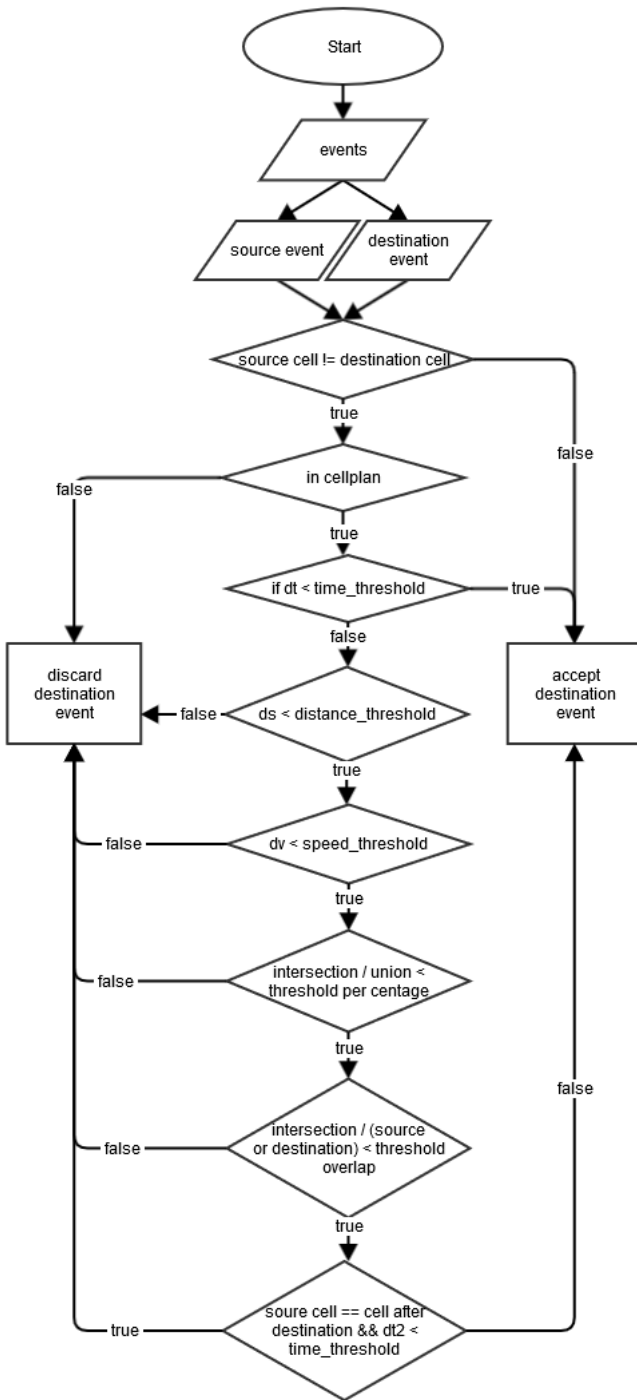 Start
events
source event
destination
event
source cell != destination cell
true
false
in cellplan
false
true
if dt < time_threshold
true
false
discard
destination
event
accept
destination
event
ds < distance_threshold
false
true
dv < speed_threshold
false
true
intersection / union <
threshold per centage
false
true
intersection / (source
or destination) < threshold
overlap
false
false
true
soure cell == cell after
destination && dt2 <
time_threshold
true